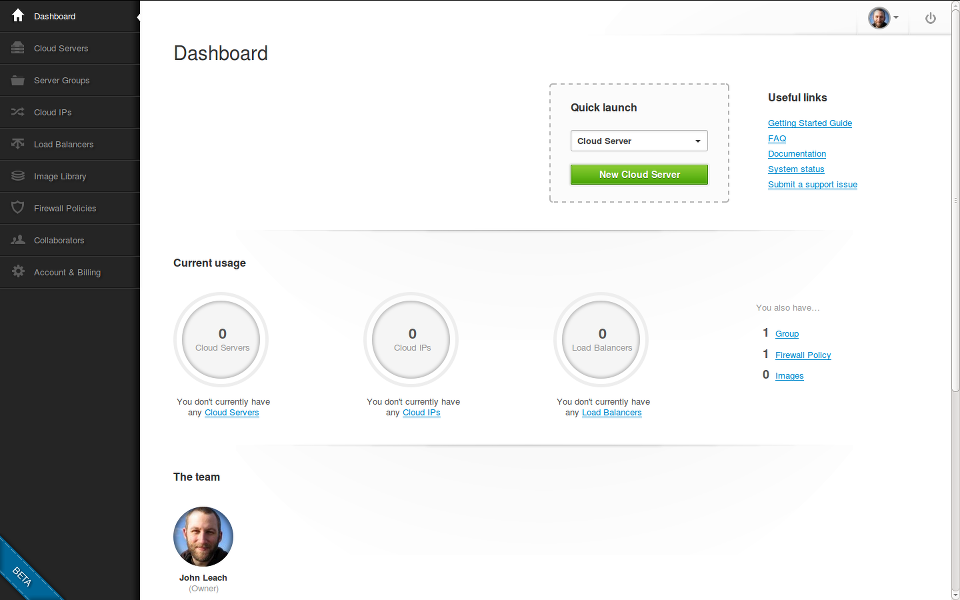 Dashboard
Cloud Servers
Server Groups
Cloud IPs
Load Balancers
Image Library
Firewall Policies
Collaborators
Account & Billing
BETA
Dashboard
Quick launch
Cloud Server
New Cloud Server
Useful links
Getting Started Guide
FAQ
Documentation
System status
Submit a support issue
Current usage
0
Cloud Servers
You don't currently have
any Cloud Servers
0
Cloud IPs
You don't currently have
any Cloud IPs
0
Load Balancers
You don't currently have
any Load Balancers
You also have...
1 Group
1 Firewall Policy
0 Images
The team
John Leach
(Owner)